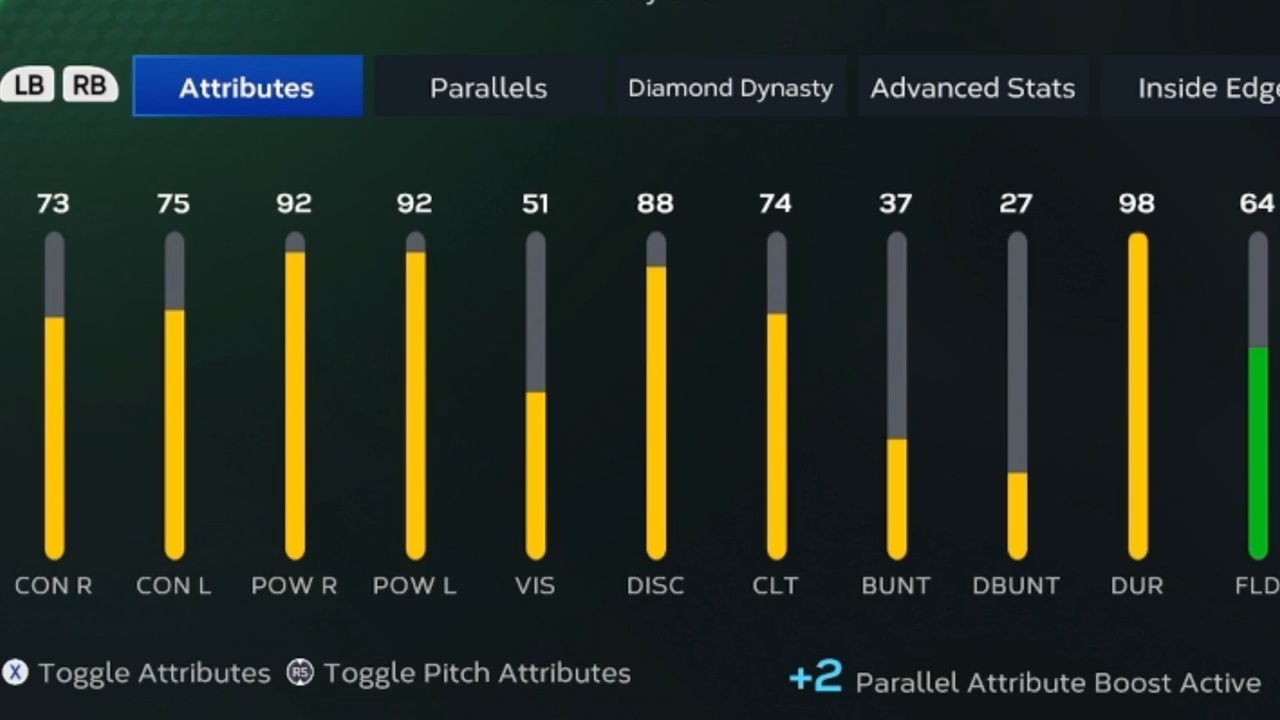 LB RB Attributes Parallels Diamond Dynasty Advanced Stats Inside Edge
73 75 92 92 51 88 74 37 27 98 64
CON R CON L POW R POW L VIS DISC CLT BUNT DBUNT DUR FLD
X Toggle Attributes RS Toggle Pitch Attributes +2 Parallel Attribute Boost Active